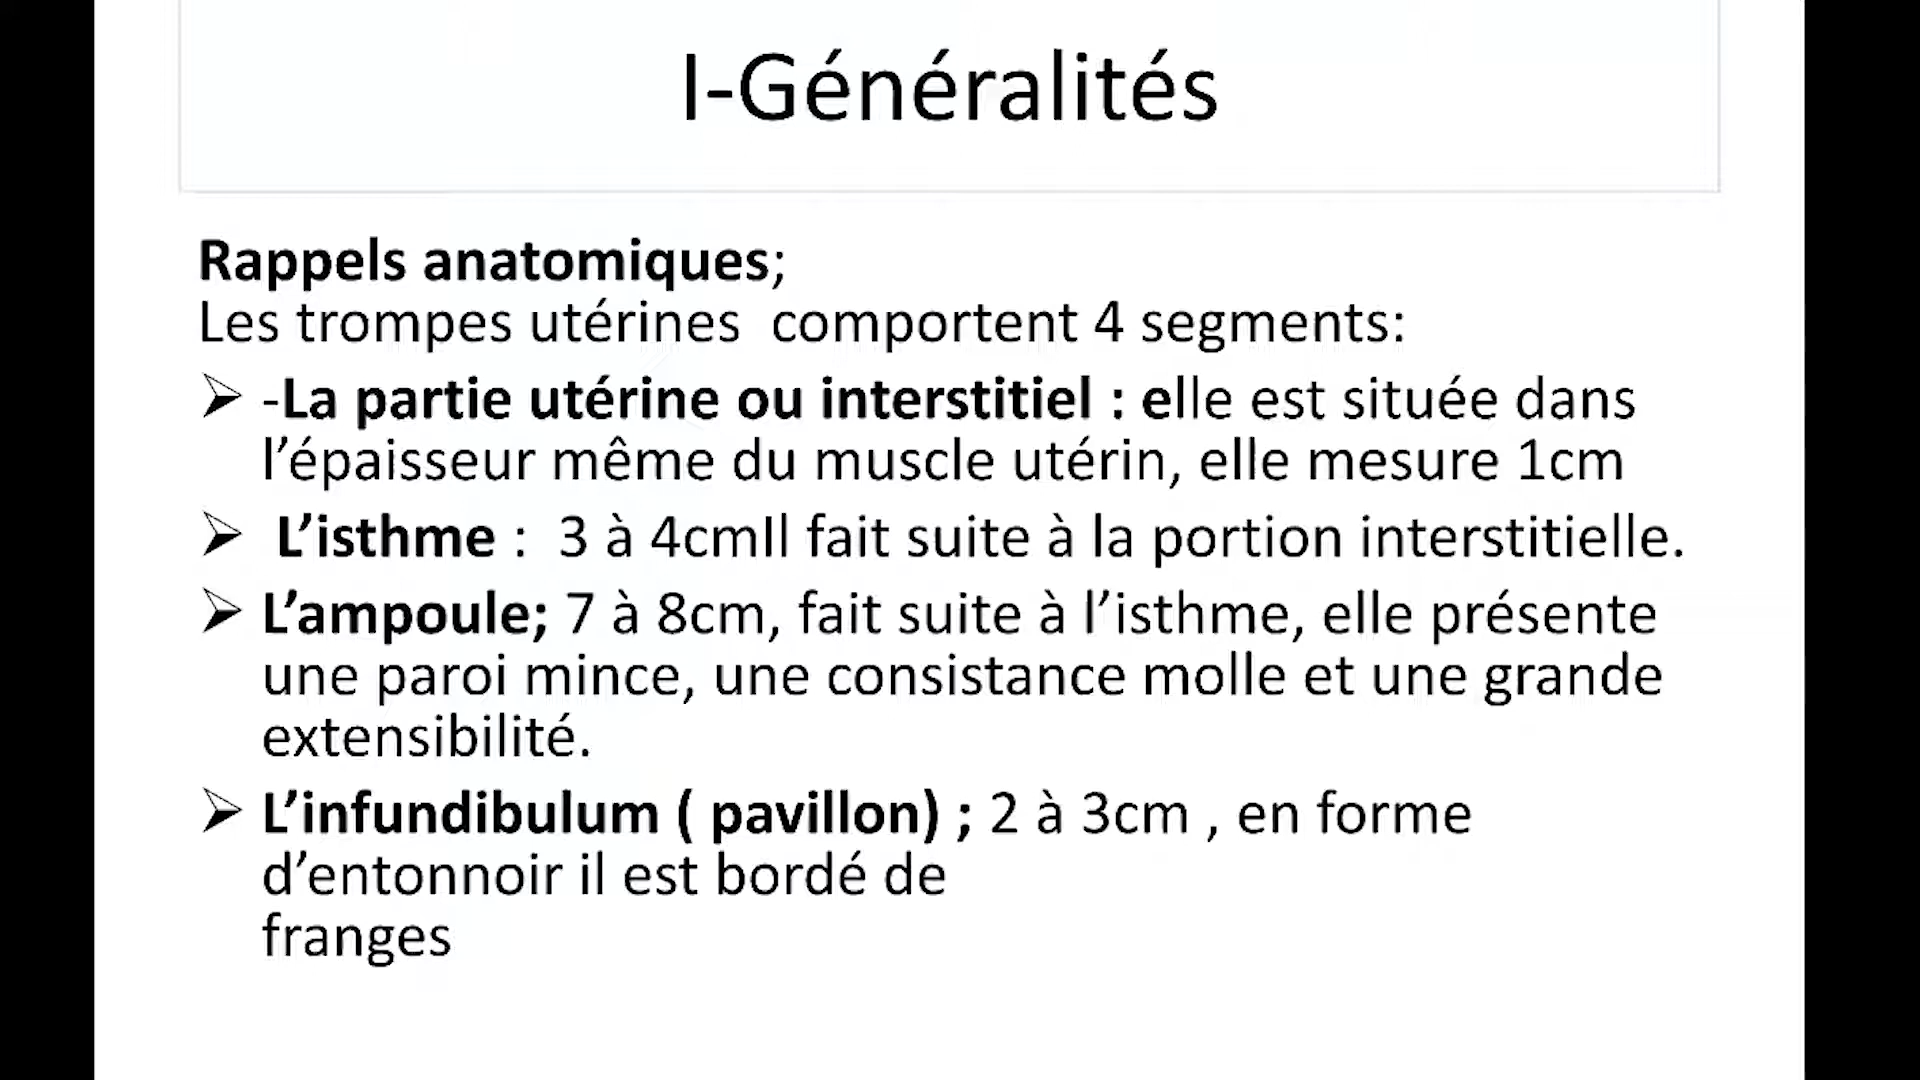 I-Généralités
Rappels anatomiques;
Les trompes utérines  comportent 4 segments:
➢ -La partie utérine ou interstitiel : elle est située dans
l’épaisseur même du muscle utérin, elle mesure 1cm
➢ L’isthme :  3 à 4cmIl fait suite à la portion interstitielle.
➢ L’ampoule; 7 à 8cm, fait suite à l’isthme, elle présente
une paroi mince, une consistance molle et une grande
extensibilité.
➢ L’infundibulum ( pavillon) ; 2 à 3cm , en forme
d’entonnoir il est bordé de
franges